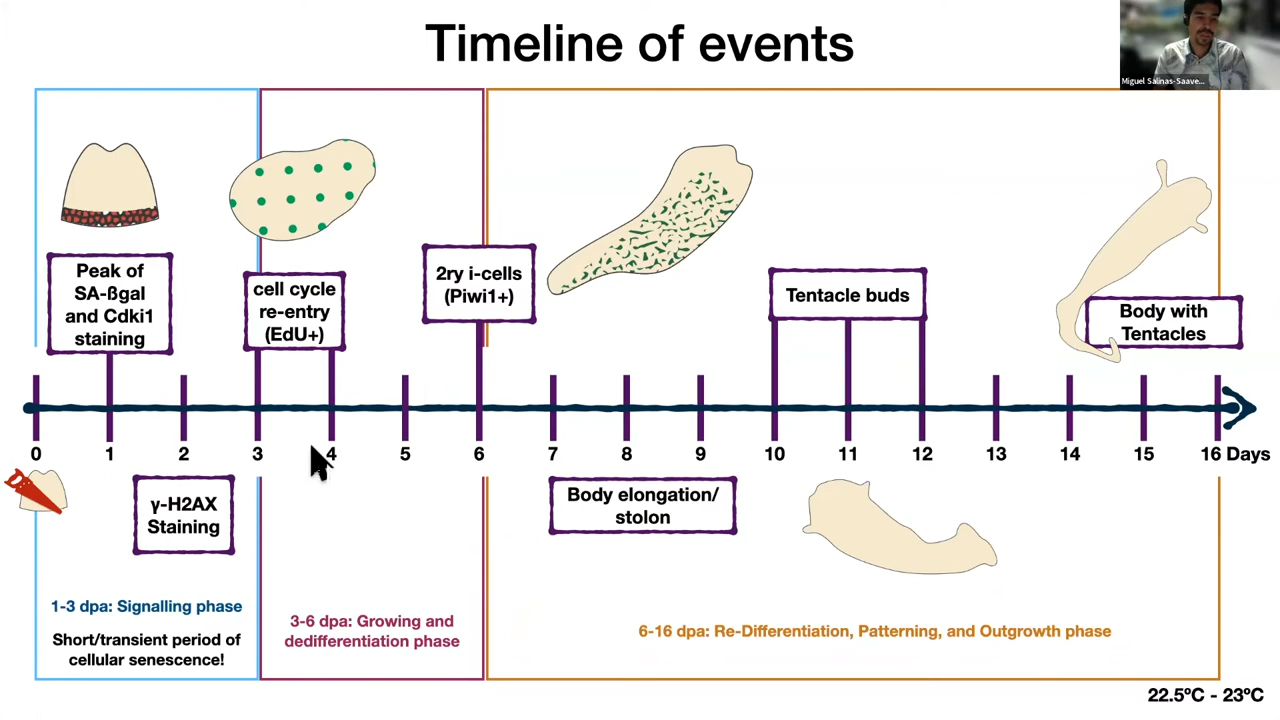 Timeline of events
Miguel Salinas-Saave...
Peak of
SA-ßgal
and Cdki1
staining
cell cycle
re-entry
(EdU+)
2ry i-cells
(Piwi1+)
Tentacle buds
Body with
Tentacles
0 1 2 3 4 5 6 7 8 9 10 11 12 13 14 15 16 Days
γ-H2AX
Staining
Body elongation/
stolon
1-3 dpa: Signalling phase
Short/transient period of
cellular senescence!
3-6 dpa: Growing and
dedifferentiation phase
6-16 dpa: Re-Differentiation, Patterning, and Outgrowth phase
22.5ºC - 23ºC